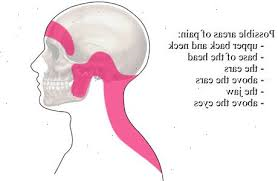 Possible areas of pain:
- upper back and neck
- base of the head
- the ears
- above the ears
- the jaw
- above the eyes